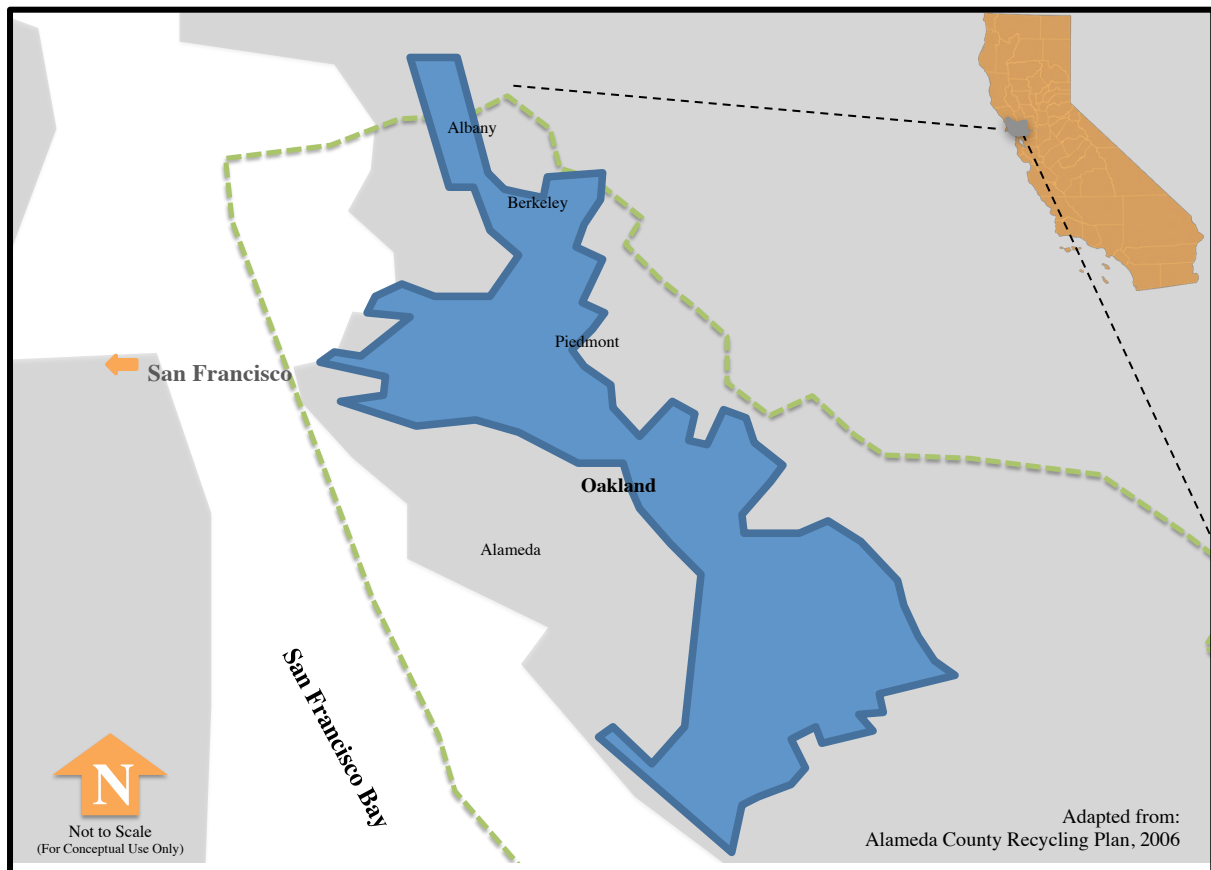 Albany
Berkeley
Piedmont
San Francisco
Oakland
Alameda
San Francisco Bay
N
Not to Scale
(For Conceptual Use Only)
Adapted from:
Alameda County Recycling Plan, 2006